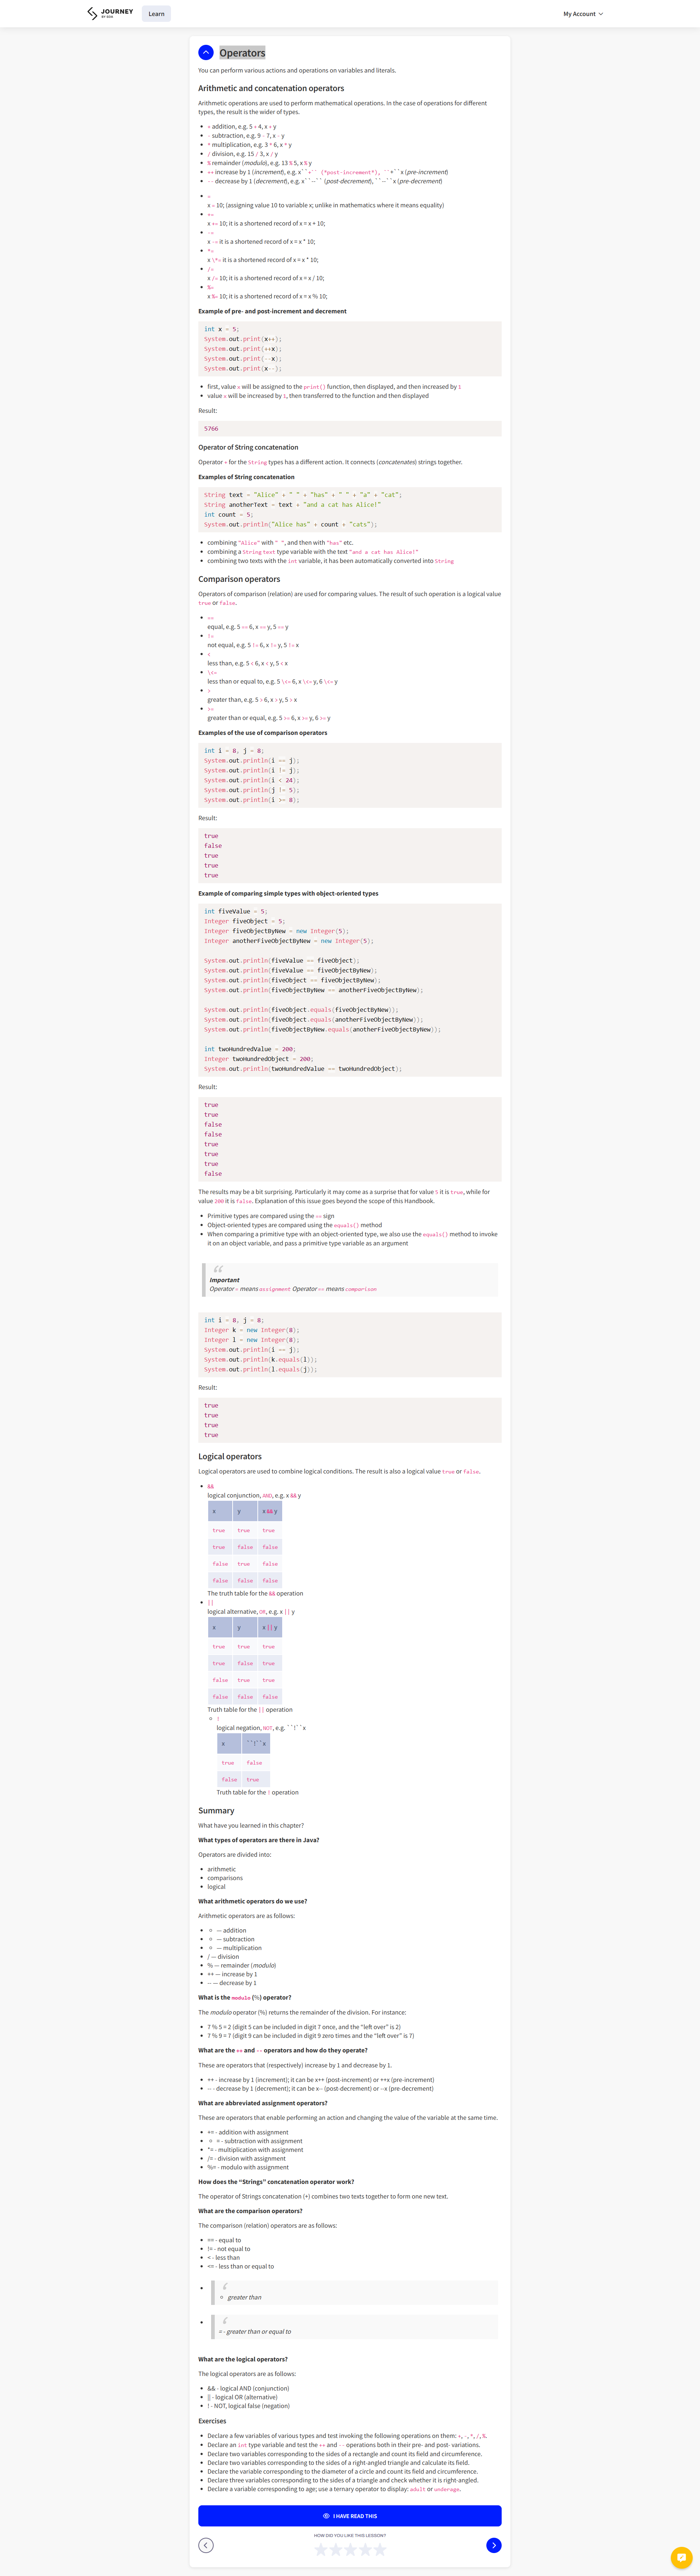 JOURNEY
BY SDA
Learn
My Account
Operators
You can perform various actions and operations on variables and literals.
Arithmetic and concatenation operators
Arithmetic operations are used to perform mathematical operations. In the case of operations for different
types, the result is the wider of types.
+ addition, e.g. 5 + 4, x + y
- subtraction, e.g. 9 - 7, x - y
* multiplication, e.g. 3 * 6, x * y
/ division, e.g. 15 / 3, x / y
% remainder (modulo), e.g. 13 % 5, x % y
++ increase by 1 (increment), e.g. x``+`` (*post-increment*), ``+``x (pre-increment)
-- decrease by 1 (decrement), e.g. x``--`` (post-decrement), ``--``x (pre-decrement)
=
x = 10; (assigning value 10 to variable x; unlike in mathematics where it means equality)
+=
x += 10; it is a shortened record of x = x + 10;
-=
x -= it is a shortened record of x = x * 10;
*=
x \*= it is a shortened record of x = x * 10;
/=
x /= 10; it is a shortened record of x = x / 10;
%=
x %= 10; it is a shortened record of x = x % 10;
Example of pre- and post-increment and decrement
int x = 5;
System.out.print(x++);
System.out.print(++x);
System.out.print(--x);
System.out.print(x--);
first, value x will be assigned to the print() function, then displayed, and then increased by 1
value x will be increased by 1, then transferred to the function and then displayed
Result:
5766
Operator of String concatenation
Operator + for the String types has a different action. It connects (concatenates) strings together.
Examples of String concatenation
String text = "Alice" + " " + "has" + " " + "a" + "cat";
String anotherText = text + "and a cat has Alice!"
int count = 5;
System.out.println("Alice has" + count + "cats");
combining "Alice" with " ", and then with "has" etc.
combining a String text type variable with the text "and a cat has Alice!"
combining two texts with the int variable, it has been automatically converted into String
Comparison operators
Operators of comparison (relation) are used for comparing values. The result of such operation is a logical value
true or false.
==
equal, e.g. 5 == 6, x == y, 5 == y
!=
not equal, e.g. 5 != 6, x != y, 5 != x
<
less than, e.g. 5 < 6, x < y, 5 < x
\<=
less than or equal to, e.g. 5 \<= 6, x \<= y, 6 \<= y
>
greater than, e.g. 5 > 6, x > y, 5 > x
>=
greater than or equal, e.g. 5 >= 6, x >= y, 6 >= y
Examples of the use of comparison operators
int i = 8, j = 8;
System.out.println(i == j);
System.out.println(i != j);
System.out.println(i < 24);
System.out.println(j != 5);
System.out.println(i >= 8);
Result:
true
false
true
true
true
Example of comparing simple types with object-oriented types
int fiveValue = 5;
Integer fiveObject = 5;
Integer fiveObjectByNew = new Integer(5);
Integer anotherFiveObjectByNew = new Integer(5);
System.out.println(fiveValue == fiveObject);
System.out.println(fiveValue == fiveObjectByNew);
System.out.println(fiveObject == fiveObjectByNew);
System.out.println(fiveObjectByNew == anotherFiveObjectByNew);
System.out.println(fiveObject.equals(fiveObjectByNew));
System.out.println(fiveObject.equals(anotherFiveObjectByNew));
System.out.println(fiveObjectByNew.equals(anotherFiveObjectByNew));
int twoHundredValue = 200;
Integer twoHundredObject = 200;
System.out.println(twoHundredValue == twoHundredObject);
Result:
true
true
false
false
true
true
true
false
The results may be a bit surprising. Particularly it may come as a surprise that for value 5 it is true, while for
value 200 it is false. Explanation of this issue goes beyond the scope of this Handbook.
Primitive types are compared using the == sign
Object-oriented types are compared using the equals() method
When comparing a primitive type with an object-oriented type, we also use the equals() method to invoke
it on an object variable, and pass a primitive type variable as an argument
Important
Operator = means assignment Operator == means comparison
int i = 8, j = 8;
Integer k = new Integer(8);
Integer l = new Integer(8);
System.out.println(i == j);
System.out.println(k.equals(l));
System.out.println(l.equals(j));
Result:
true
true
true
true
Logical operators
Logical operators are used to combine logical conditions. The result is also a logical value true or false.
&&
logical conjunction, AND, e.g. x && y
x y x && y
true true true
true false false
false true false
false false false
The truth table for the && operation
||
logical alternative, OR, e.g. x || y
x y x || y
true true true
true false true
false true true
false false false
Truth table for the || operation
!
logical negation, NOT, e.g. ``!``x
x ``!``x
true false
false true
Truth table for the ! operation
Summary
What have you learned in this chapter?
What types of operators are there in Java?
Operators are divided into:
arithmetic
comparisons
logical
What arithmetic operators do we use?
Arithmetic operators are as follows:
— addition
— subtraction
— multiplication
/ — division
% — remainder (modulo)
++ — increase by 1
-- — decrease by 1
What is the modulo (%) operator?
The modulo operator (%) returns the remainder of the division. For instance:
7 % 5 = 2 (digit 5 can be included in digit 7 once, and the “left over” is 2)
7 % 9 = 7 (digit 9 can be included in digit 9 zero times and the “left over” is 7)
What are the ++ and -- operators and how do they operate?
These are operators that (respectively) increase by 1 and decrease by 1.
++ - increase by 1 (increment); it can be x++ (post-increment) or ++x (pre-increment)
-- - decrease by 1 (decrement); it can be x-- (post-decrement) or --x (pre-decrement)
What are abbreviated assignment operators?
These are operators that enable performing an action and changing the value of the variable at the same time.
+= - addition with assignment
= - subtraction with assignment
*= - multiplication with assignment
/= - division with assignment
%= - modulo with assignment
How does the “Strings” concatenation operator work?
The operator of Strings concatenation (+) combines two texts together to form one new text.
What are the comparison operators?
The comparison (relation) operators are as follows:
== - equal to
!= - not equal to
< - less than
<= - less than or equal to
greater than
= - greater than or equal to
What are the logical operators?
The logical operators are as follows:
&& - logical AND (conjunction)
|| - logical OR (alternative)
! - NOT, logical false (negation)
Exercises
Declare a few variables of various types and test invoking the following operations on them: +, -, *, /, %.
Declare an int type variable and test the ++ and -- operations both in their pre- and post- variations.
Declare two variables corresponding to the sides of a rectangle and count its field and circumference.
Declare two variables corresponding to the sides of a right-angled triangle and calculate its field.
Declare the variable corresponding to the diameter of a circle and count its field and circumference.
Declare three variables corresponding to the sides of a triangle and check whether it is right-angled.
Declare a variable corresponding to age; use a ternary operator to display: adult or underage.
I HAVE READ THIS
HOW DID YOU LIKE THIS LESSON?